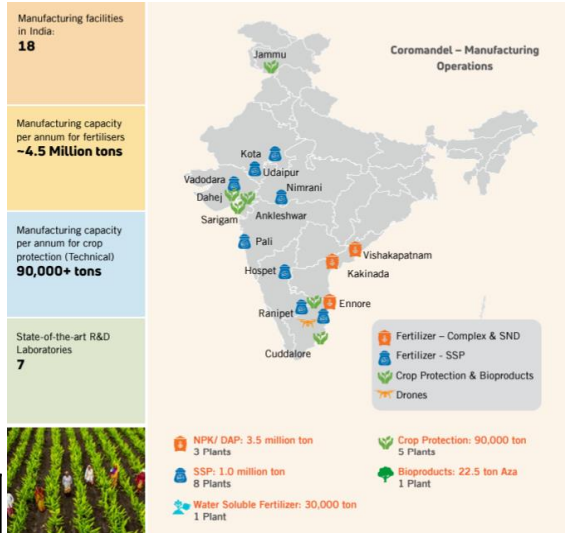 Manufacturing facilities
in India:
18
Manufacturing capacity
per annum for fertilisers
~4.5 Million tons
Manufacturing capacity
per annum for crop
protection (Technical)
90,000+ tons
State-of-the-art R&D
Laboratories
7
Coromandel – Manufacturing
Operations
Jammu
Kota
Udaipur
Vadodara
Nimrani
Dahej
Ankleshwar
Sarigam
Pali
Vishakapatnam
Kakinada
Hospet
Ennore
Ranipet
Cuddalore
Fertilizer – Complex & SND
Fertilizer - SSP
Crop Protection & Bioproducts
Drones
NPK/ DAP: 3.5 million ton
3 Plants
SSP: 1.0 million ton
8 Plants
Water Soluble Fertilizer: 30,000 ton
1 Plant
Crop Protection: 90,000 ton
5 Plants
Bioproducts: 22.5 ton Aza
1 Plant